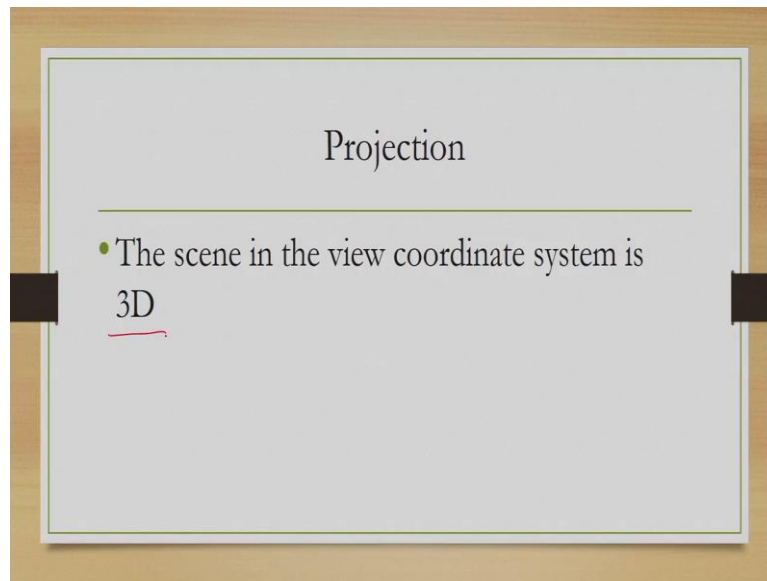 Projection
• The scene in the view coordinate system is
3D